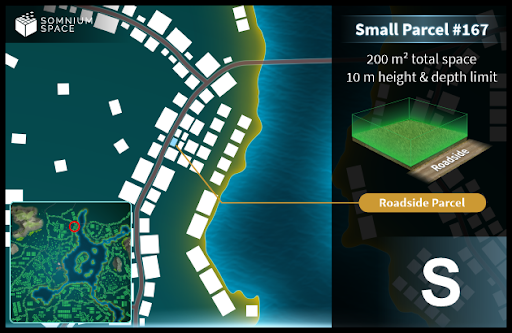 SOMNIUM
SPACE
Small Parcel #167
200 m² total space
10 m height & depth limit
Roadside
Roadside Parcel
S